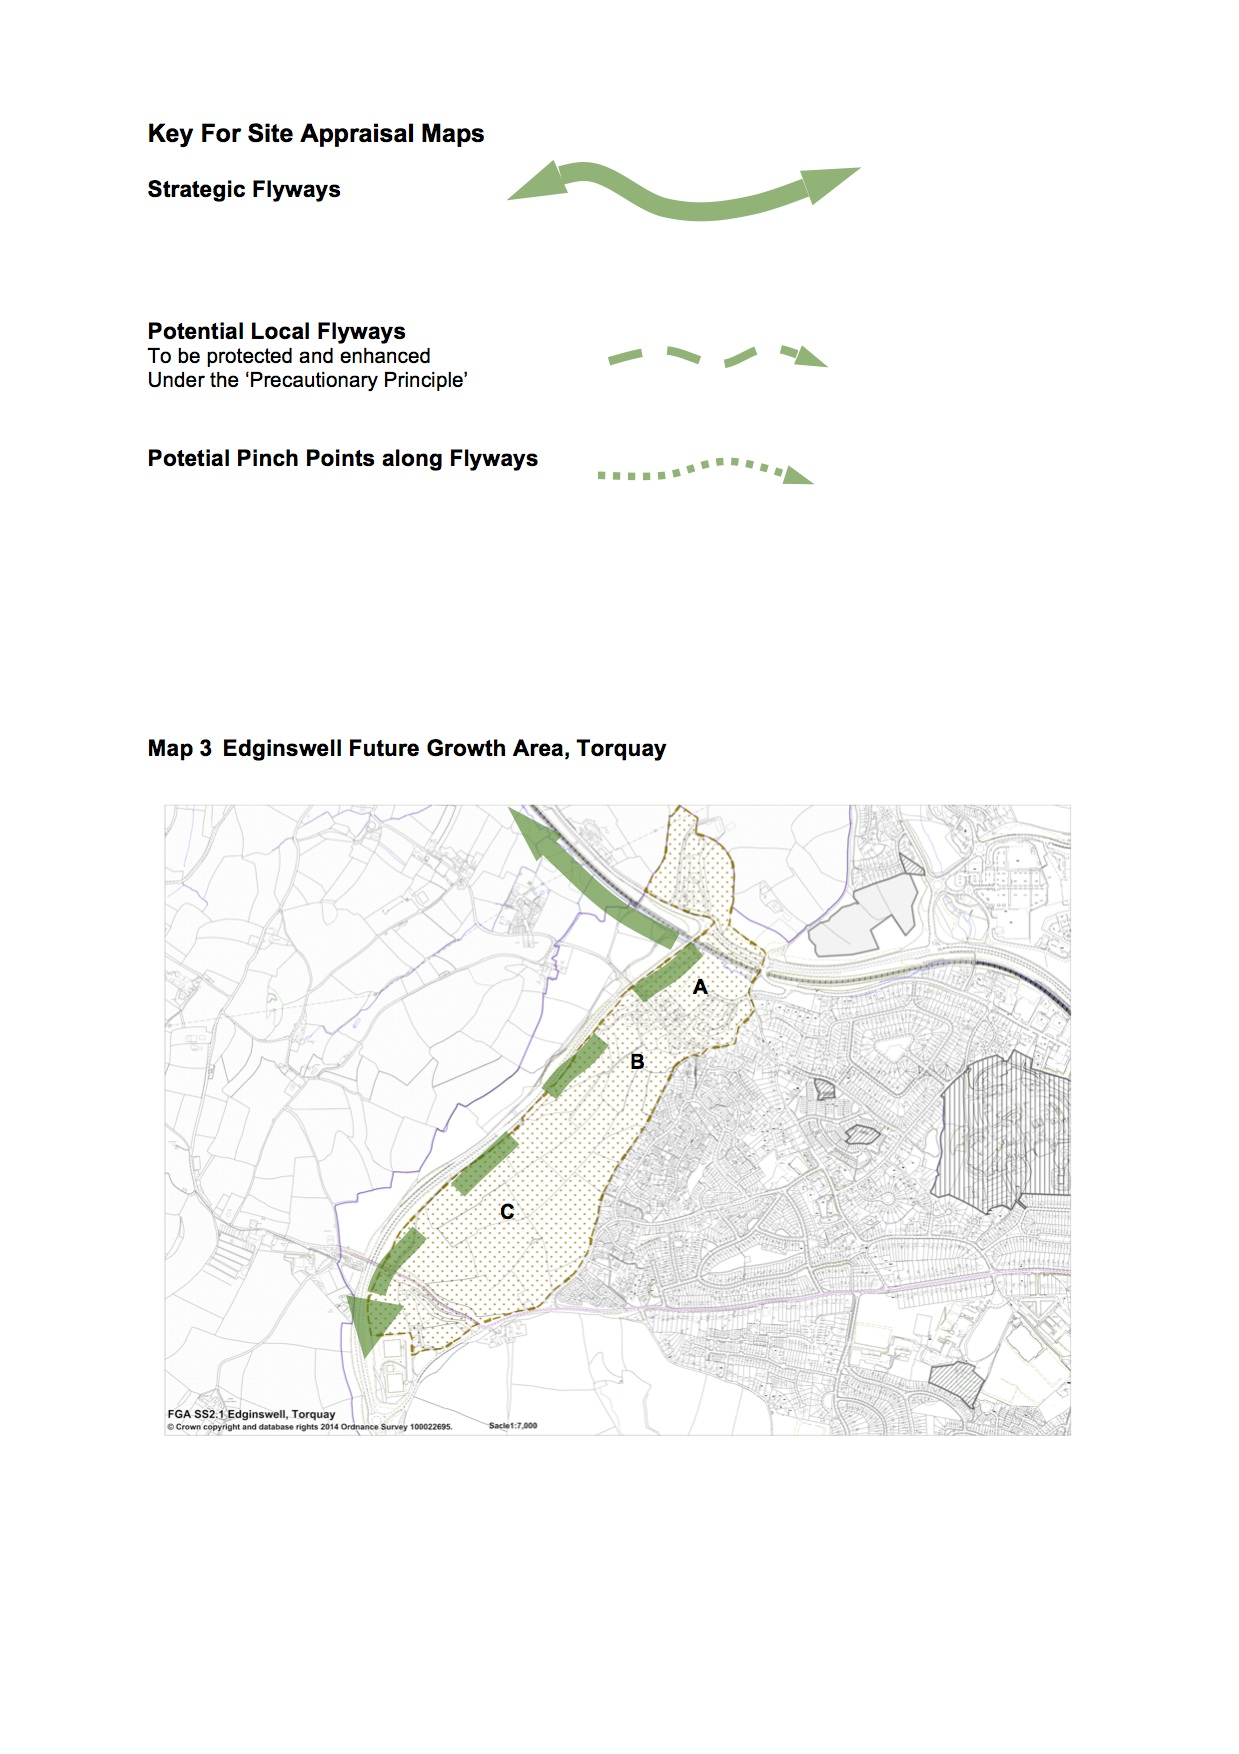 Key For Site Appraisal Maps
Strategic Flyways
Potential Local Flyways
To be protected and enhanced
Under the ‘Precautionary Principle’
Potetial Pinch Points along Flyways
Map 3 Edginswell Future Growth Area, Torquay
A
B
C
FGA SS2.1 Edginswell, Torquay
© Crown copyright and database rights 2014 Ordnance Survey 100022695. Sacle1:7,000